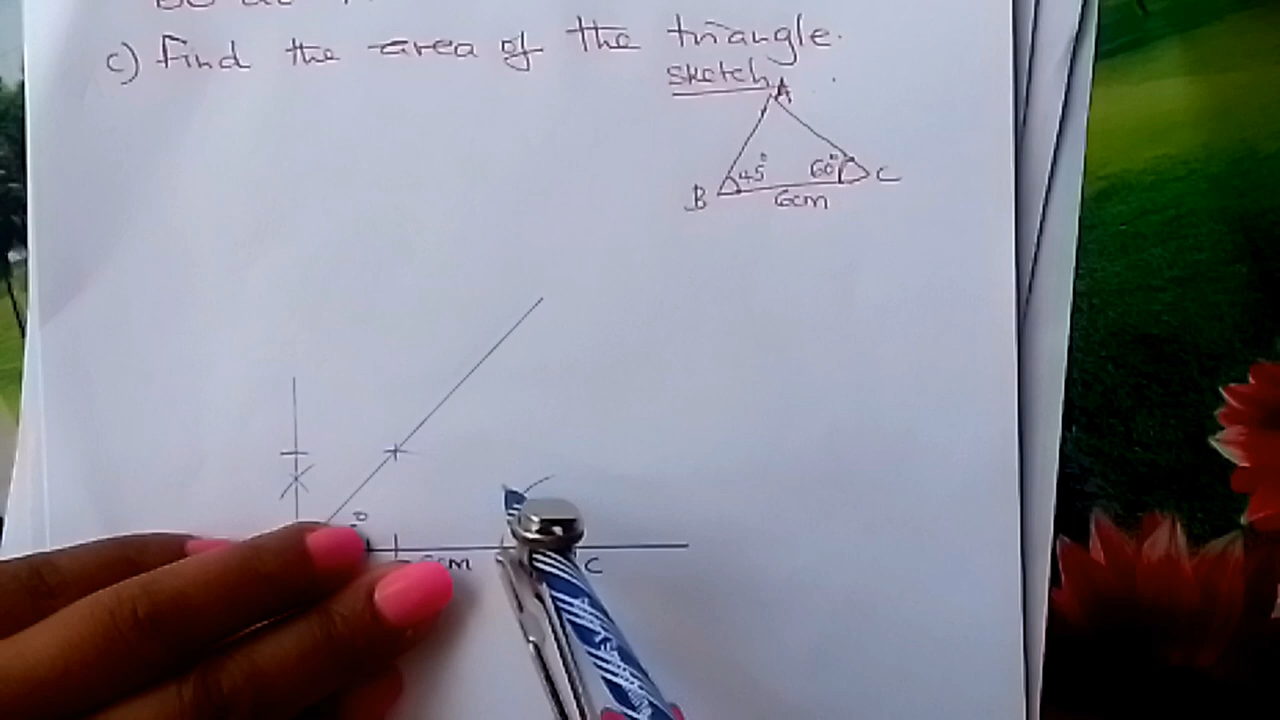 c) Find the area of the triangle.
sketch
A
45° 60°
B 6cm C
cm C